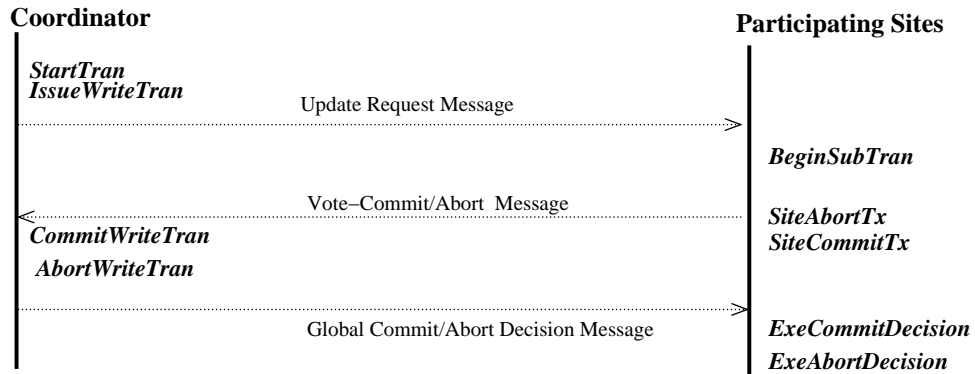 Coordinator
Participating Sites
StartTran
IssueWriteTran
Update Request Message
BeginSubTran
Vote−Commit/Abort Message
SiteAbortTx
CommitWriteTran
SiteCommitTx
AbortWriteTran
Global Commit/Abort Decision Message
ExeCommitDecision
ExeAbortDecision